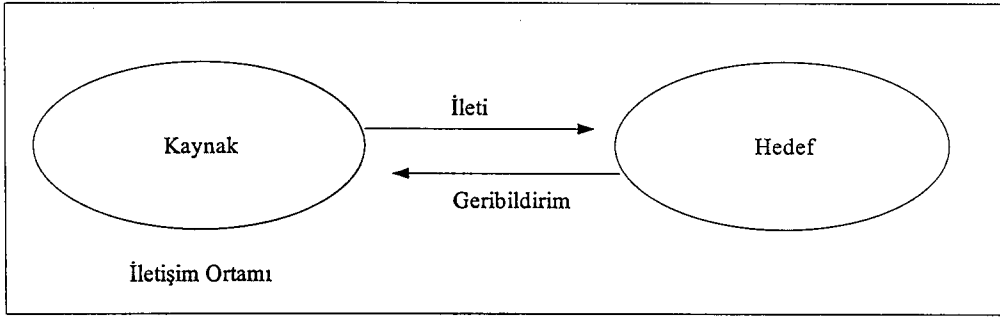 İleti
Kaynak
Hedef
Geribildirim
İletişim Ortamı